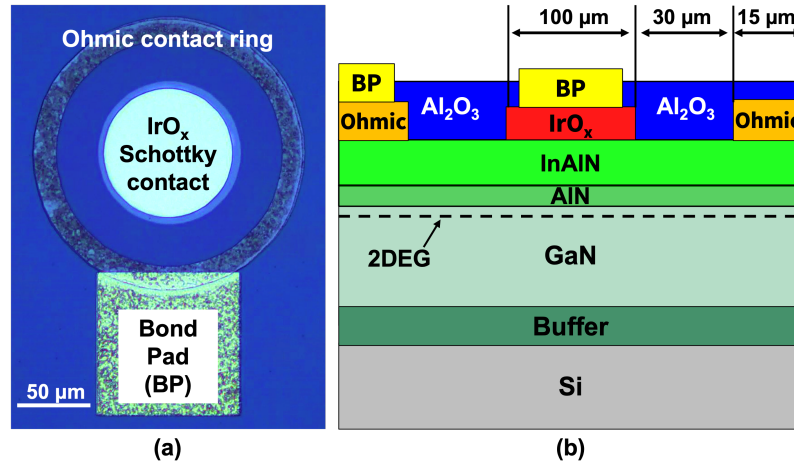 Ohmic contact ring
IrOₓ
Schottky
contact
Bond
Pad
(BP)
50 μm
(a)
100 μm
30 μm
15 μm
BP
BP
Ohmic
Al₂O₃
IrOₓ
Al₂O₃
Ohmic
InAlN
AlN
2DEG
GaN
Buffer
Si
(b)